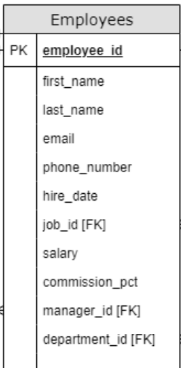 Employees
PK employee_id
first_name
last_name
email
phone_number
hire_date
job_id [FK]
salary
commission_pct
manager_id [FK]
department_id [FK]